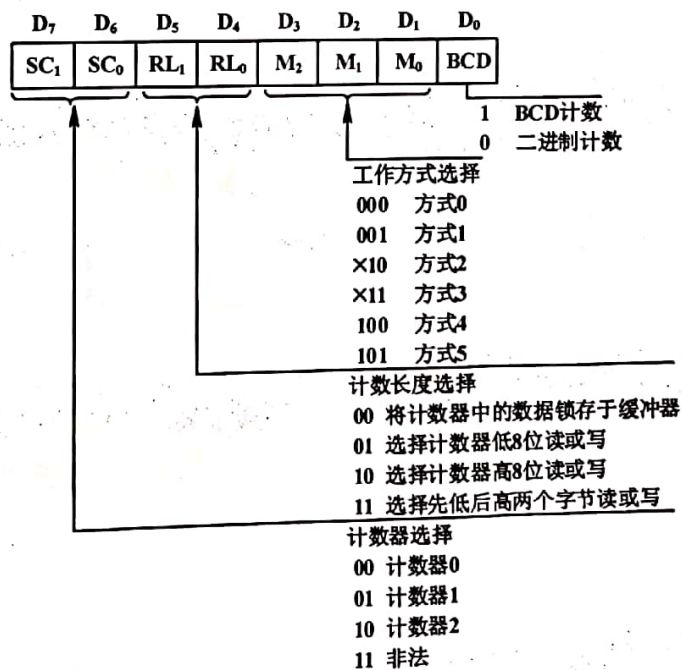 D₇ D₆ D₅ D₄ D₃ D₂ D₁ D₀
SC₁ SC₀ RL₁ RL₀ M₂ M₁ M₀ BCD
1 BCD计数
0 二进制计数
工作方式选择
000 方式0
001 方式1
×10 方式2
×11 方式3
100 方式4
101 方式5
计数长度选择
00 将计数器中的数据锁存于缓冲器
01 选择计数器低8位读或写
10 选择计数器高8位读或写
11 选择先低后高两个字节读或写
计数器选择
00 计数器0
01 计数器1
10 计数器2
11 非法